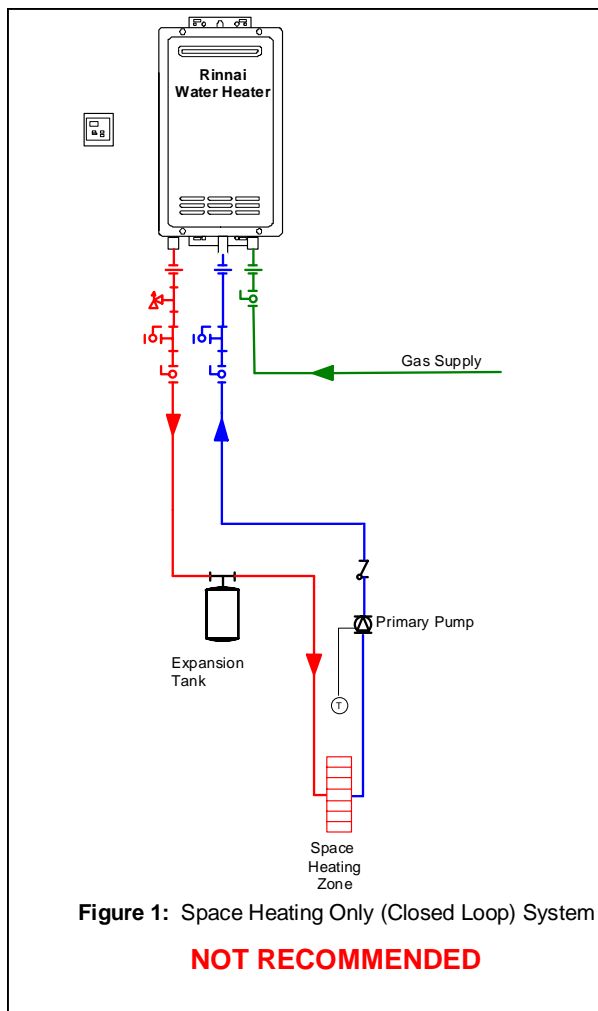 Rinnai
Water Heater
Gas Supply
Primary Pump
Expansion
Tank
T
Space
Heating
Zone
Figure 1: Space Heating Only (Closed Loop) System
NOT RECOMMENDED